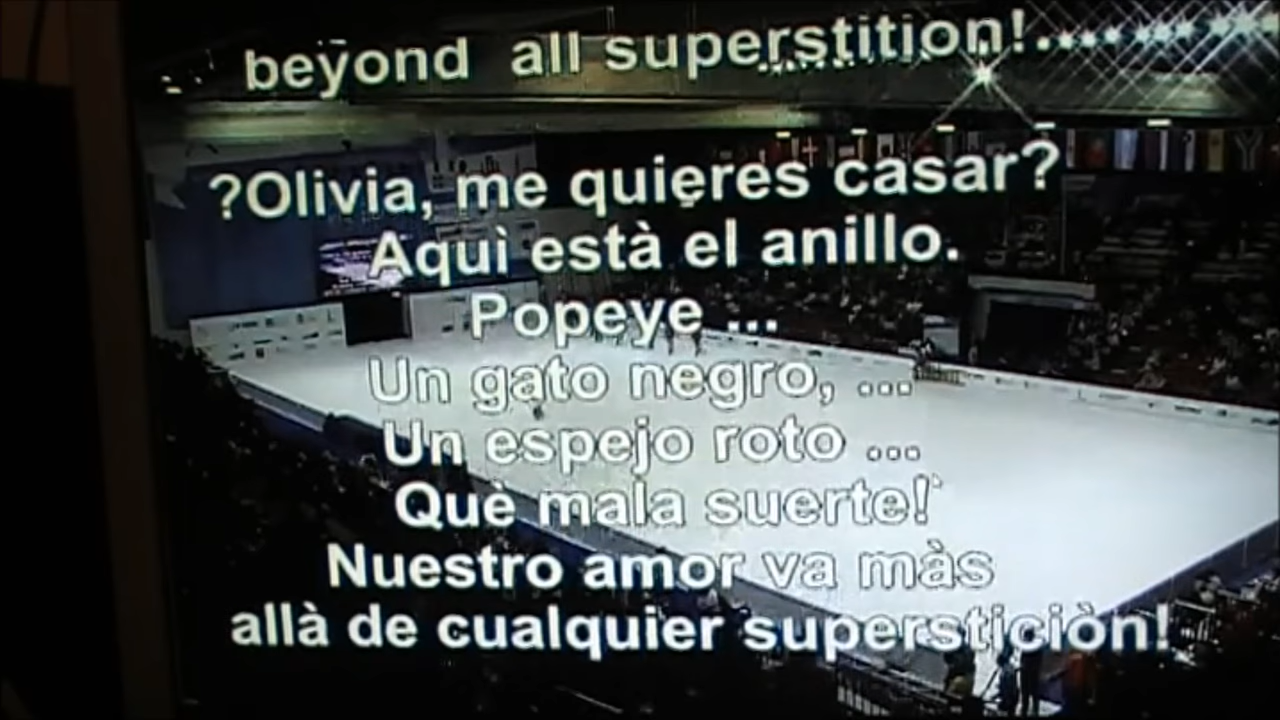 beyond all superstition!
?Olivia, me quieres casar?
Aquì està el anillo.
Popeye ...
Un gato negro, ...
Un espejo roto ...
Què mala suerte!
Nuestro amor va màs
allà de cualquier superstición!